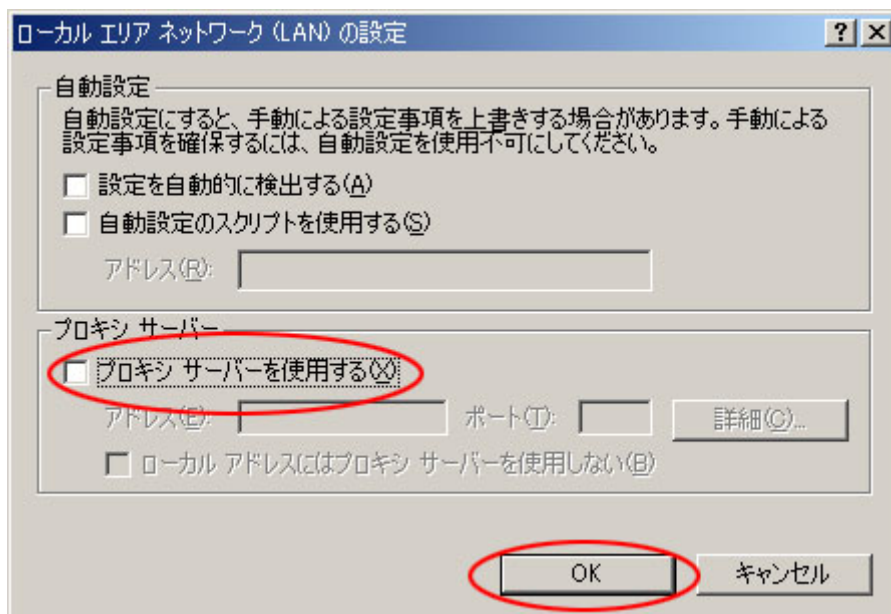 ローカル エリア ネットワーク (LAN) の設定
自動設定
自動設定にすると、手動による設定事項を上書きする場合があります。手動による
設定事項を確保するには、自動設定を使用不可にしてください。
設定を自動的に検出する(A)
自動設定のスクリプトを使用する(S)
アドレス(R):
プロキシ サーバー
プロキシ サーバーを使用する(X)
アドレス(E): ポート(T): 詳細(C)...
ローカル アドレスにはプロキシ サーバーを使用しない(B)
OK キャンセル